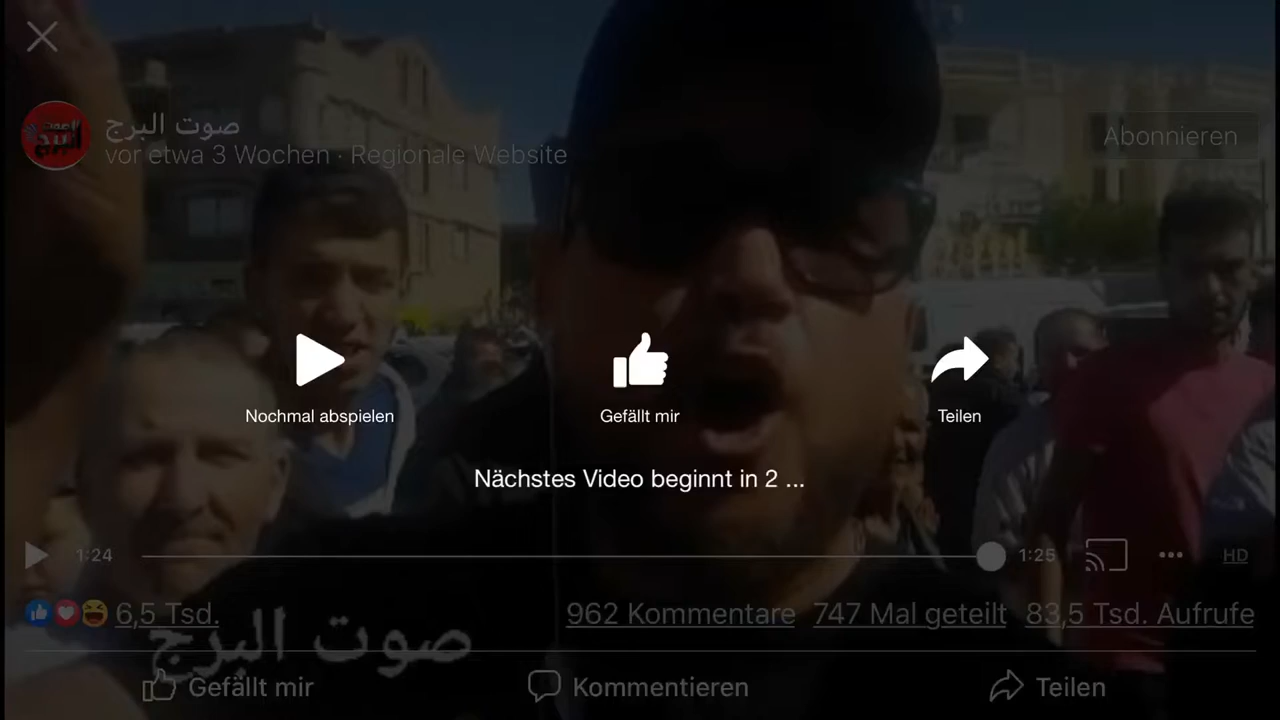 صوت البرج
vor etwa 3 Wochen · Regionale Website
Abonnieren
Nochmal abspielen
Gefällt mir
Teilen
Nächstes Video beginnt in 2 ...
1:24
1:25
HD
6,5 Tsd.
962 Kommentare
747 Mal geteilt
83,5 Tsd. Aufrufe
صوت البرج
Gefällt mir
Kommentieren
Teilen